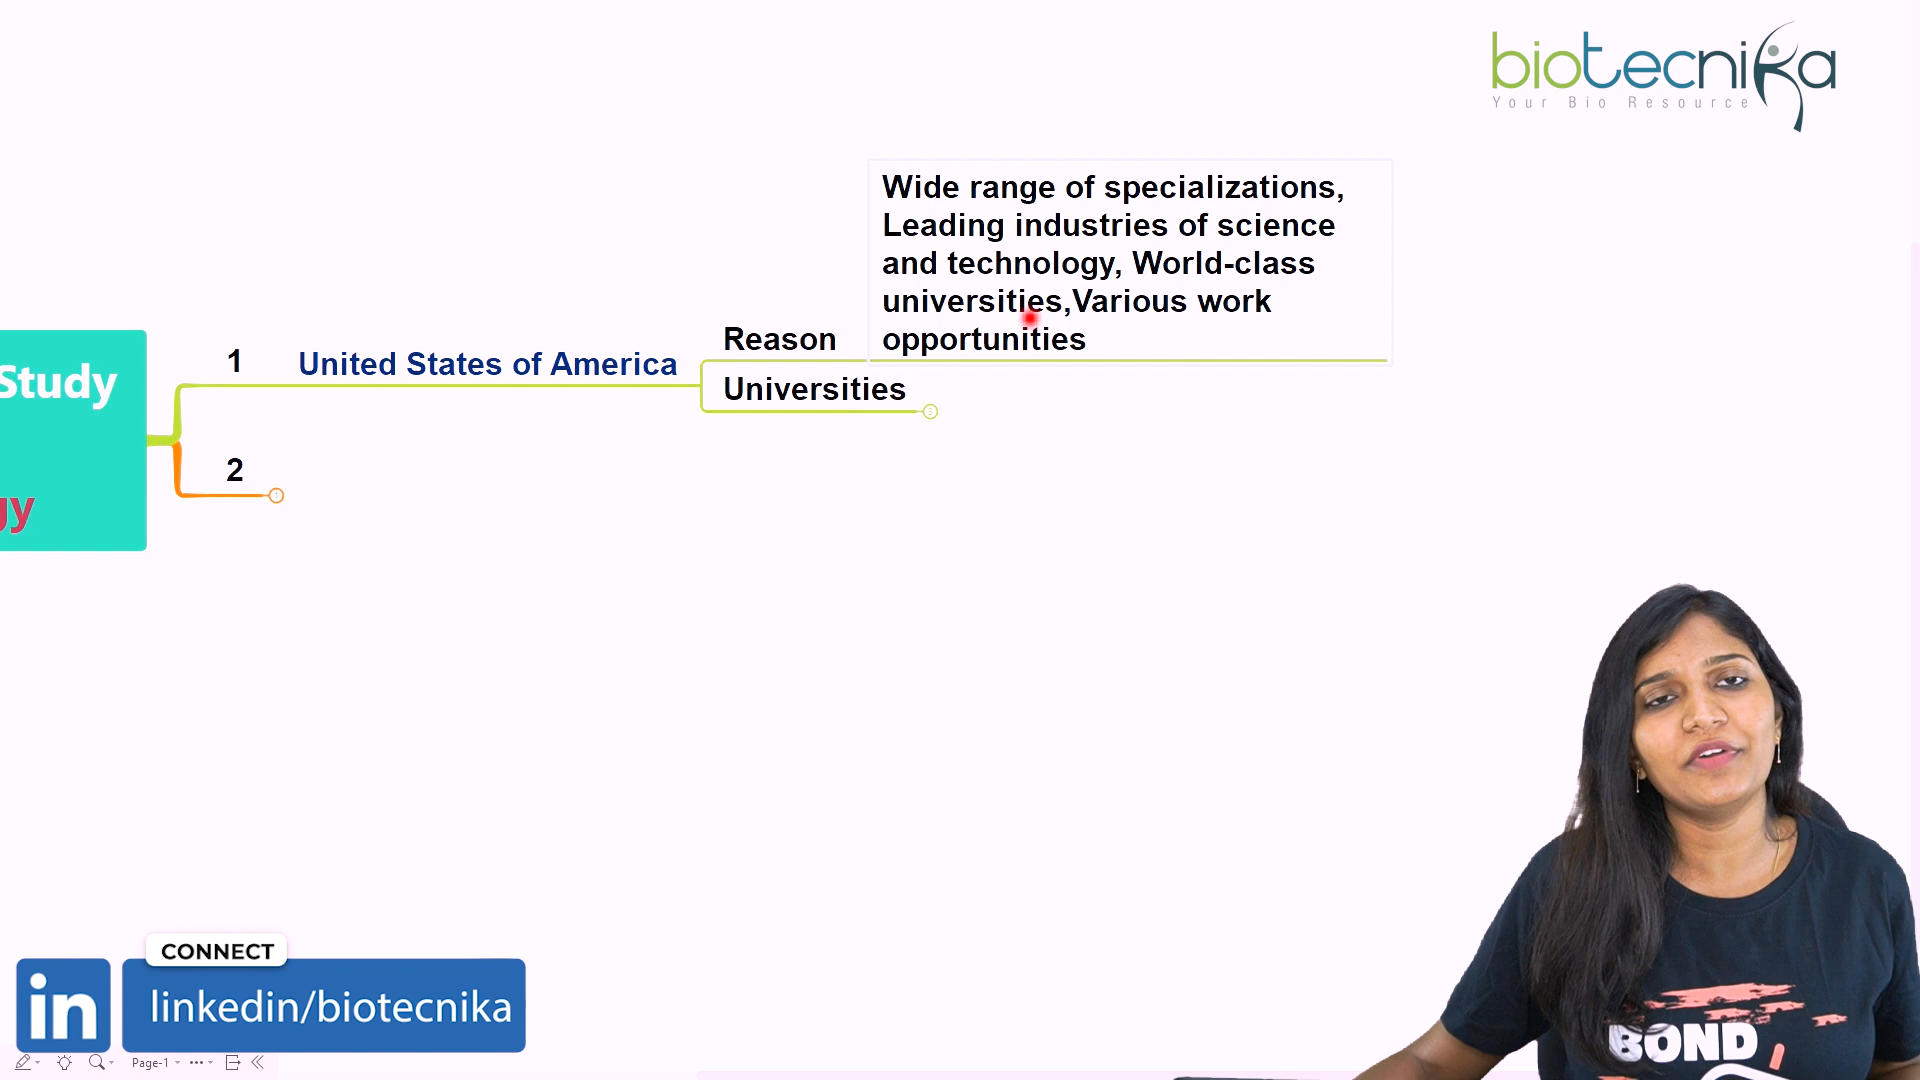 biotecnika
Your Bio Resource
Wide range of specializations,
Leading industries of science
and technology, World-class
universities,Various work
opportunities
Reason
1
United States of America
Universities
Study
gy
2
CONNECT
in
linkedin/biotecnika
Page-1
BOND